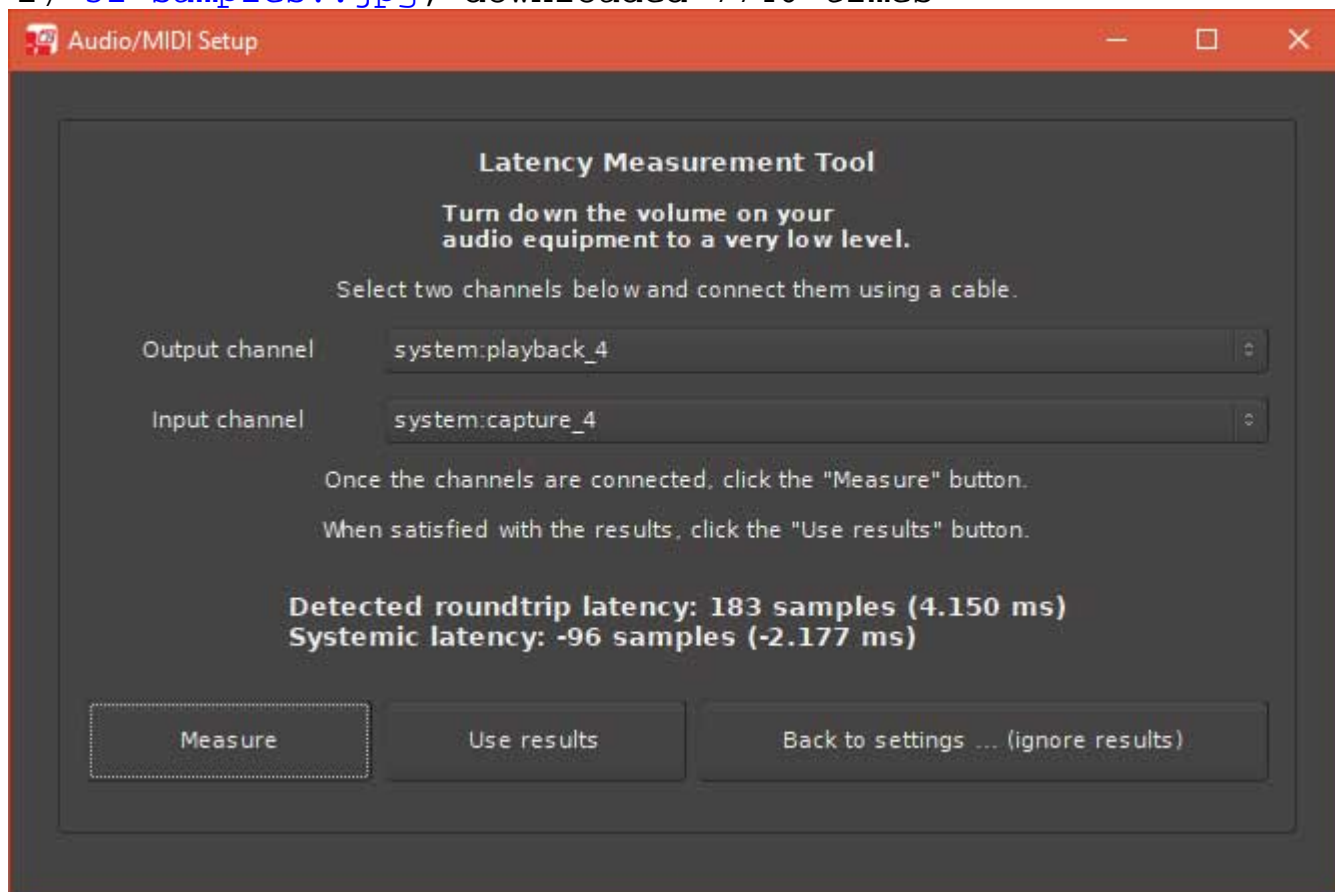 Audio/MIDI Setup
Latency Measurement Tool
Turn down the volume on your
audio equipment to a very low level.
Select two channels below and connect them using a cable.
Output channel system:playback_4
Input channel system:capture_4
Once the channels are connected, click the "Measure" button.
When satisfied with the results, click the "Use results" button.
Detected roundtrip latency: 183 samples (4.150 ms)
Systemic latency: -96 samples (-2.177 ms)
Measure Use results Back to settings ... (ignore results)